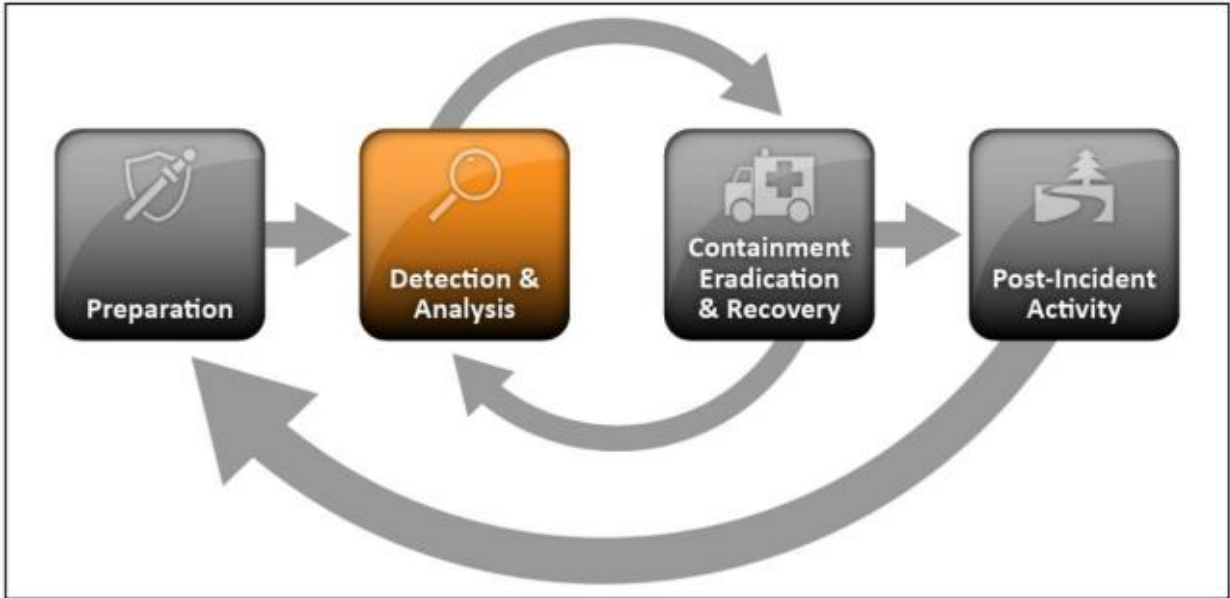 Preparation
Detection &
Analysis
Containment
Eradication
& Recovery
Post-Incident
Activity